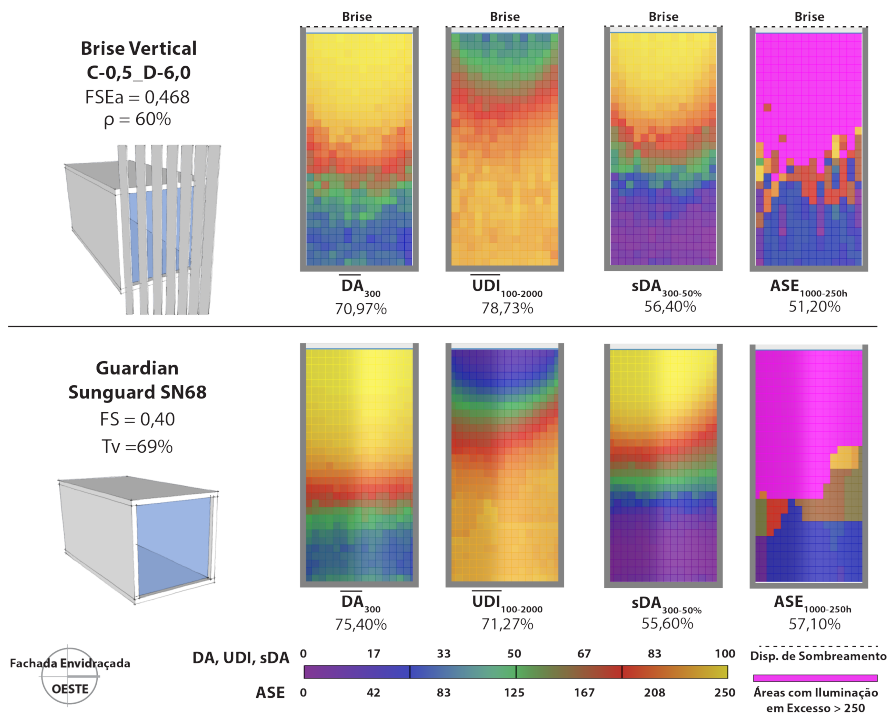 Brise Vertical
C-0,5_D-6,0
FSEa = 0,468
ρ = 60%
Brise Brise Brise Brise
DA300 UDI100-2000 sDA300-50% ASE1000-250h
70,97% 78,73% 56,40% 51,20%
Guardian
Sunguard SN68
FS = 0,40
Tv =69%
DA300 UDI100-2000 sDA300-50% ASE1000-250h
75,40% 71,27% 55,60% 57,10%
Fachada Envidraçada
OESTE
DA, UDI, sDA 0 17 33 50 67 83 100
ASE 0 42 83 125 167 208 250
Disp. de Sombreamento
Áreas com Iluminação
em Excesso > 250